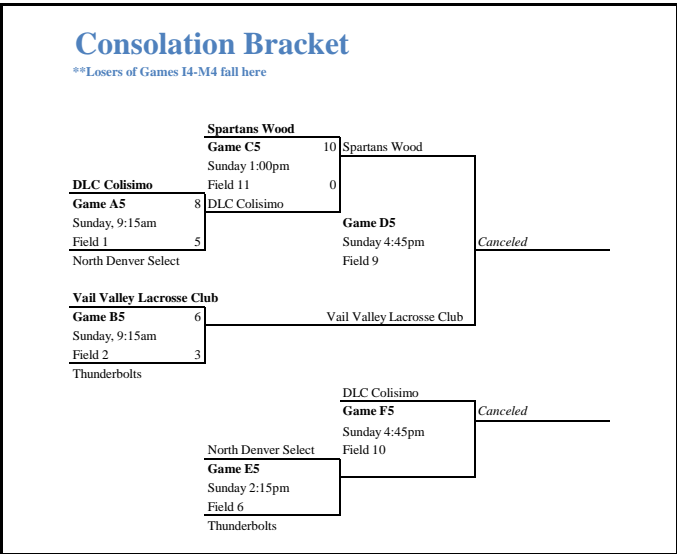 Consolation Bracket
**Losers of Games I4-M4 fall here
Spartans Wood
Game C5 10 Spartans Wood
Sunday 1:00pm
DLC Colisimo Field 11 0
Game A5 8 DLC Colisimo
Sunday, 9:15am Game D5
Field 1 5 Sunday 4:45pm Canceled
North Denver Select Field 9
Vail Valley Lacrosse Club
Game B5 6 Vail Valley Lacrosse Club
Sunday, 9:15am
Field 2 3
Thunderbolts
DLC Colisimo
Game F5 Canceled
Sunday 4:45pm
North Denver Select Field 10
Game E5
Sunday 2:15pm
Field 6
Thunderbolts